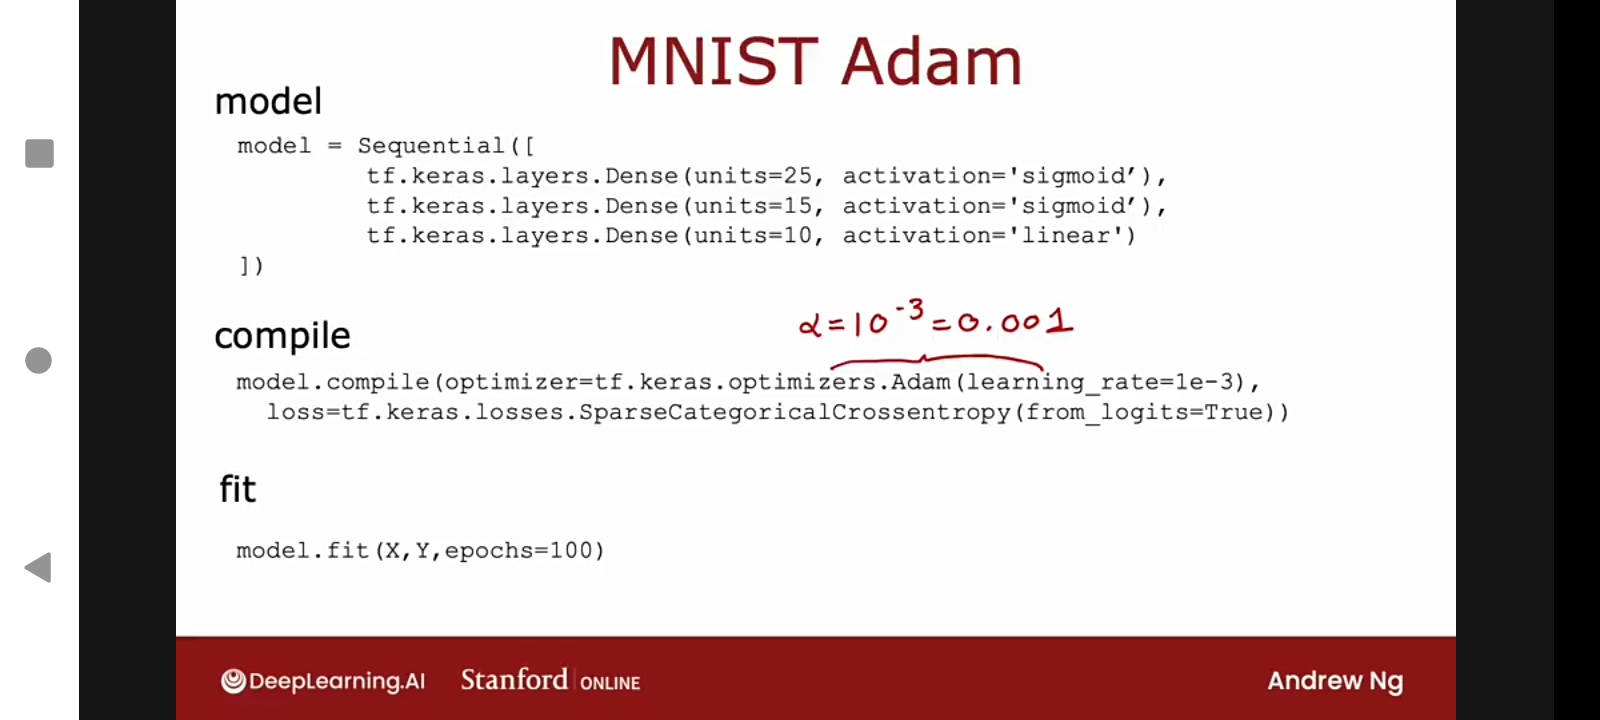 MNIST Adam
model
model = Sequential([
tf.keras.layers.Dense(units=25, activation='sigmoid’),
tf.keras.layers.Dense(units=15, activation='sigmoid’),
tf.keras.layers.Dense(units=10, activation='linear')
])
α=10⁻³=0.001
compile
model.compile(optimizer=tf.keras.optimizers.Adam(learning_rate=1e-3),
loss=tf.keras.losses.SparseCategoricalCrossentropy(from_logits=True))
fit
model.fit(X,Y,epochs=100)
DeepLearning.AI Stanford ONLINE Andrew Ng